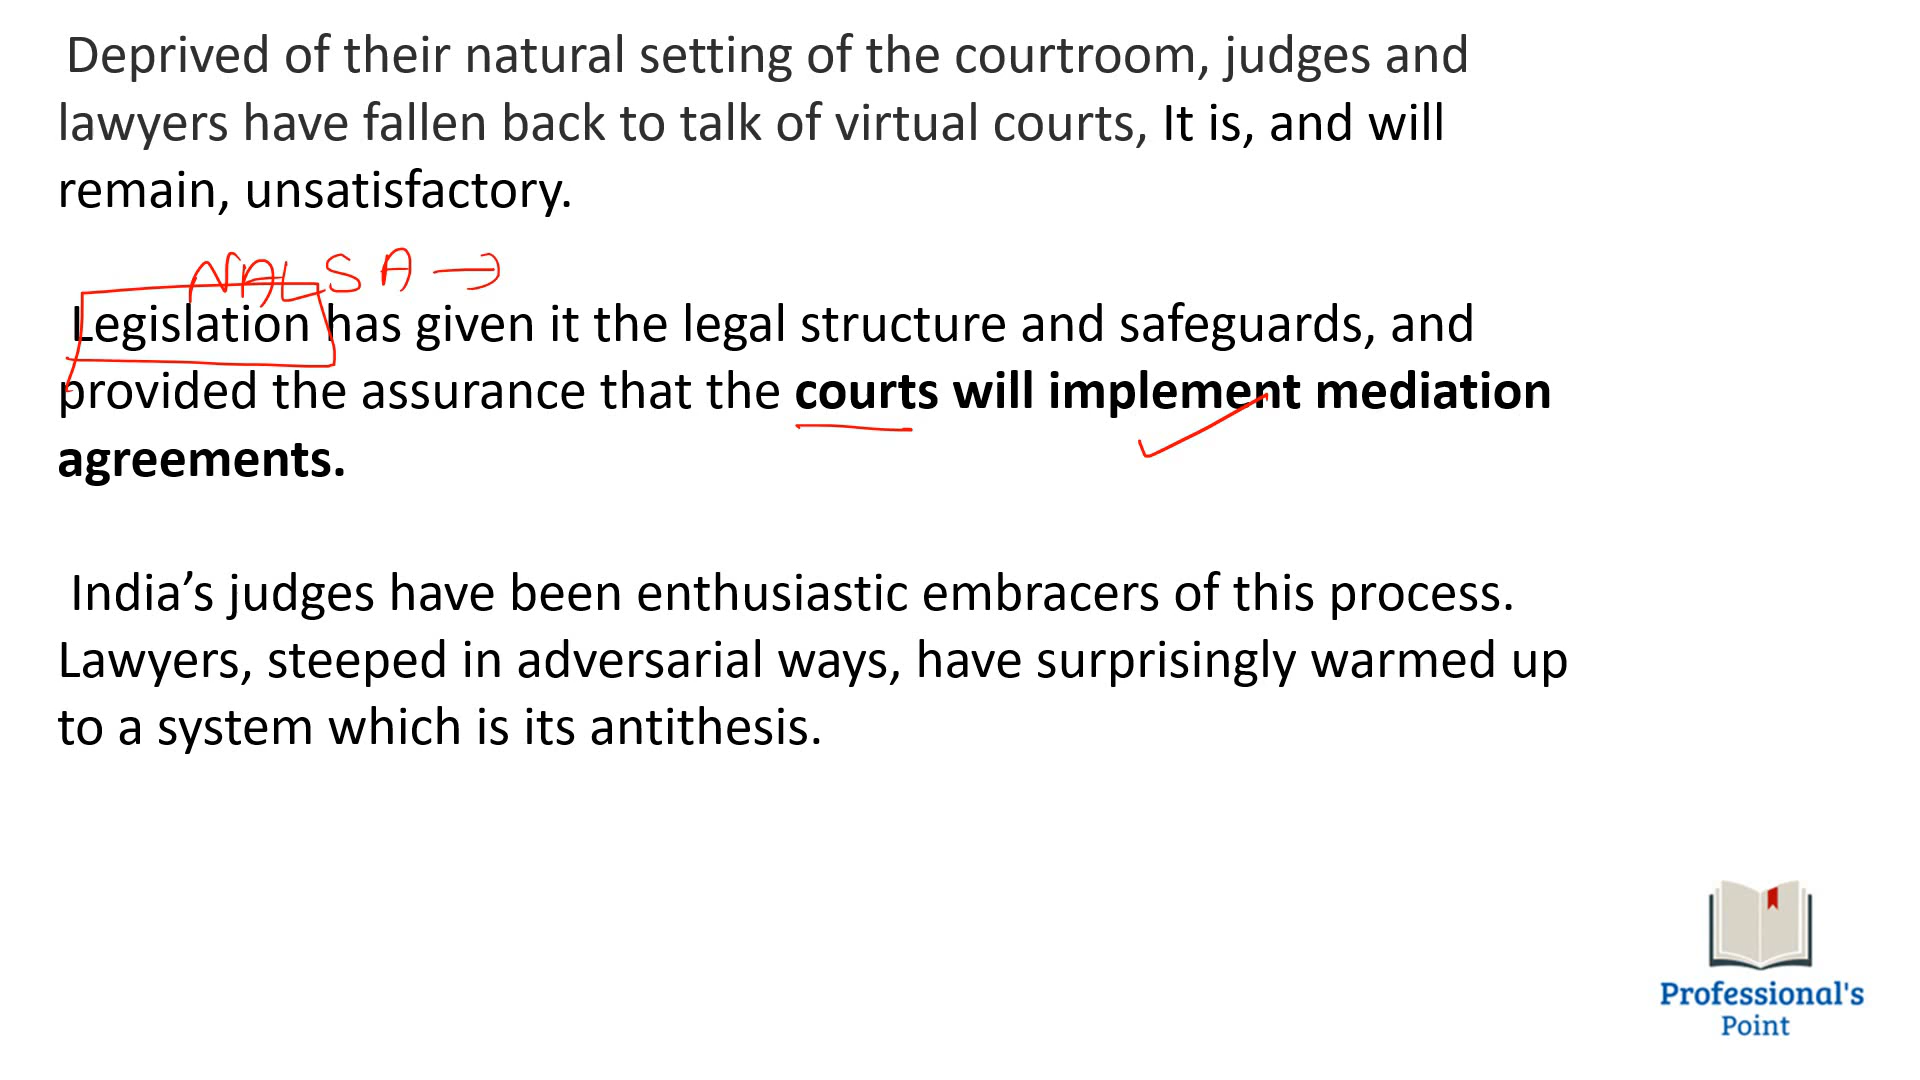 Deprived of their natural setting of the courtroom, judges and
lawyers have fallen back to talk of virtual courts, It is, and will
remain, unsatisfactory.
NALSA →
Legislation has given it the legal structure and safeguards, and
provided the assurance that the courts will implement mediation
agreements.
India’s judges have been enthusiastic embracers of this process.
Lawyers, steeped in adversarial ways, have surprisingly warmed up
to a system which is its antithesis.
Professional's
Point